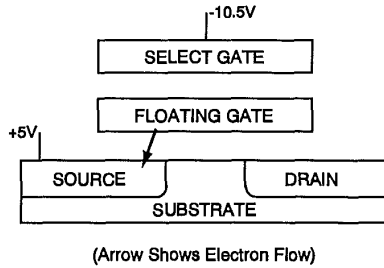 -10.5V
SELECT GATE
FLOATING GATE
+5V
SOURCE
DRAIN
SUBSTRATE
(Arrow Shows Electron Flow)